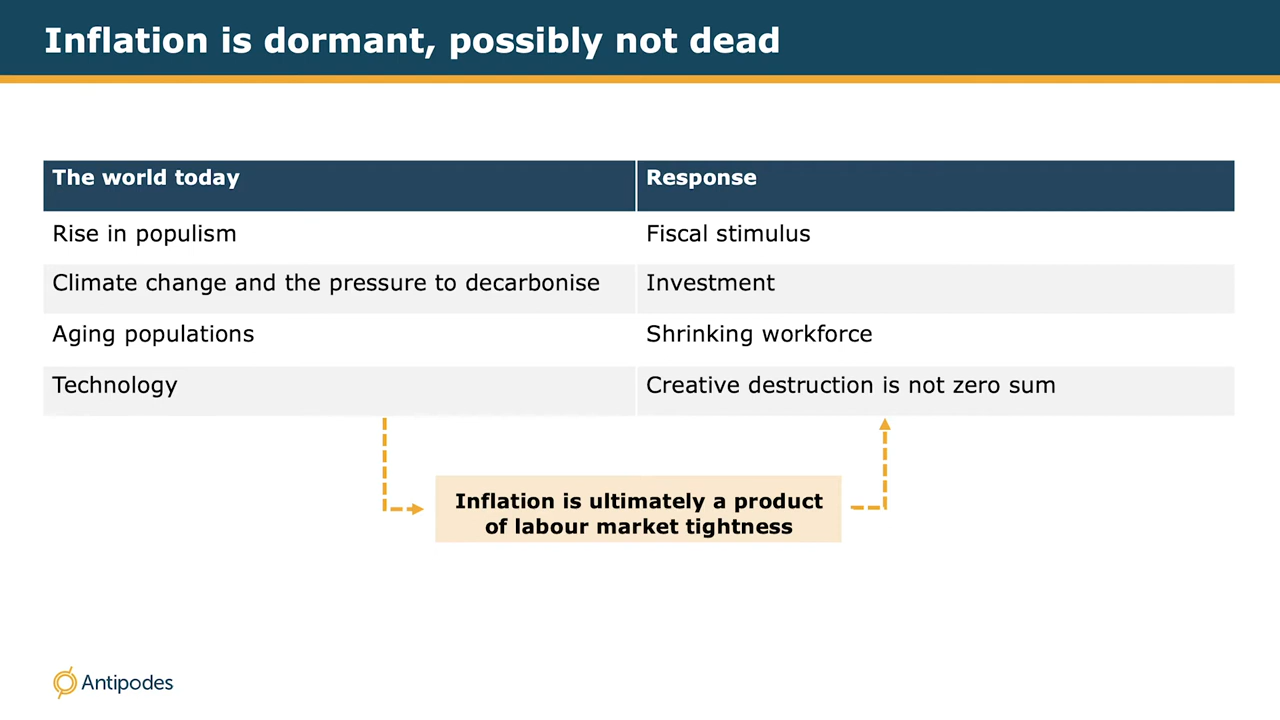 Inflation is dormant, possibly not dead
The world today
Response
Rise in populism
Fiscal stimulus
Climate change and the pressure to decarbonise
Investment
Aging populations
Shrinking workforce
Technology
Creative destruction is not zero sum
Inflation is ultimately a product
of labour market tightness
Antipodes